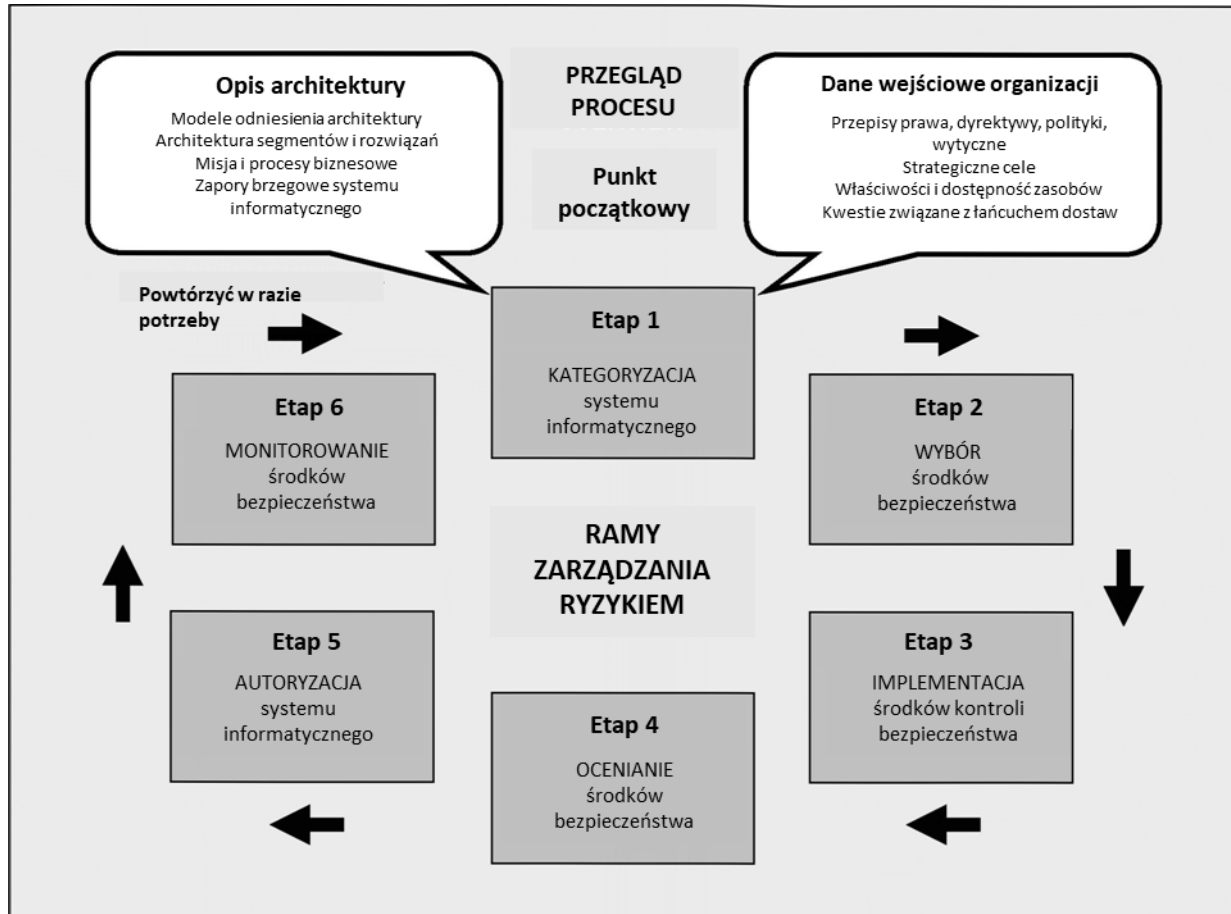 Opis architektury
Modele odniesienia architektury
Architektura segmentów i rozwiązań
Misja i procesy biznesowe
Zapory brzegowe systemu
informatycznego
PRZEGLĄD
PROCESU
Punkt
początkowy
Dane wejściowe organizacji
Przepisy prawa, dyrektywy, polityki,
wytyczne
Strategiczne cele
Właściwości i dostępność zasobów
Kwestie związane z łańcuchem dostaw
Powtórzyć w razie
potrzeby
Etap 1
KATEGORYZACJA
systemu
informatycznego
Etap 2
WYBÓR
środków
bezpieczeństwa
Etap 3
IMPLEMENTACJA
środków kontroli
bezpieczeństwa
Etap 4
OCENIANIE
środków
bezpieczeństwa
Etap 5
AUTORYZACJA
systemu
informatycznego
Etap 6
MONITOROWANIE
środków
bezpieczeństwa
RAMY
ZARZĄDZANIA
RYZYKIEM